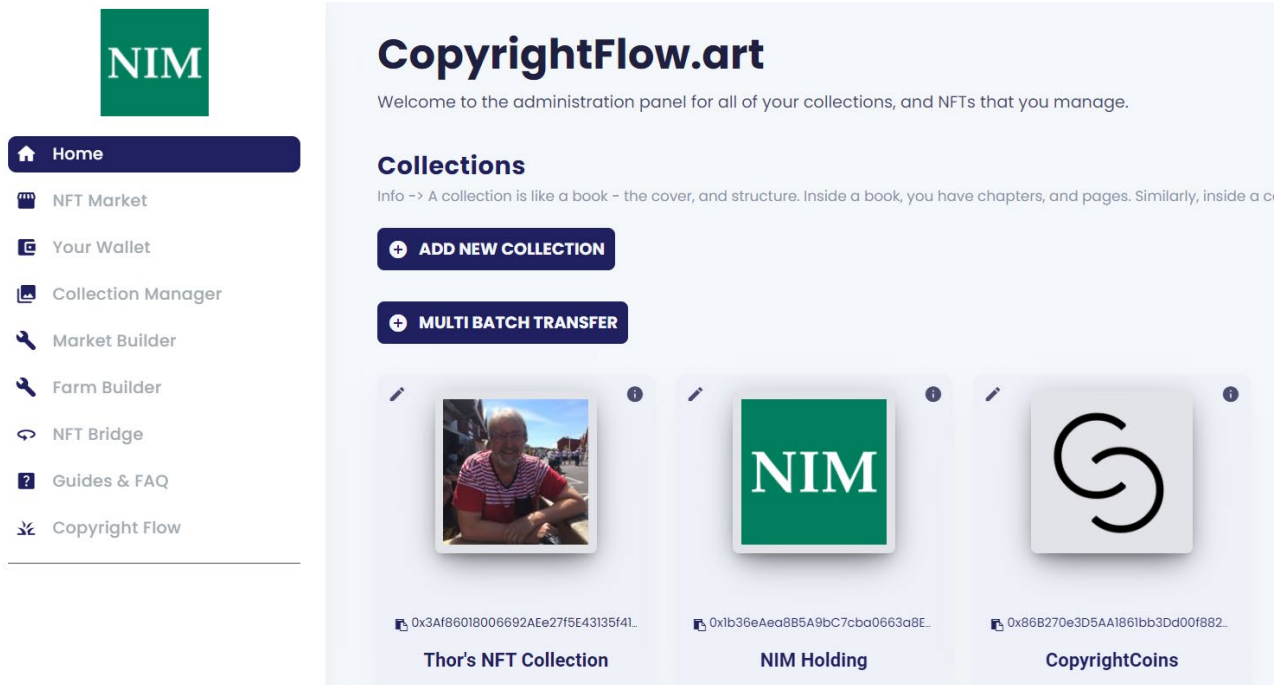 NIM
Home
NFT Market
Your Wallet
Collection Manager
Market Builder
Farm Builder
NFT Bridge
Guides & FAQ
Copyright Flow
CopyrightFlow.art
Welcome to the administration panel for all of your collections, and NFTs that you manage.
Collections
Info -> A collection is like a book - the cover, and structure. Inside a book, you have chapters, and pages. Similarly, inside a c
ADD NEW COLLECTION
MULTI BATCH TRANSFER
0x3Af86018006692AEe27f5E43135f41...
Thor's NFT Collection
NIM
0x1b36eAea8B5A9bC7cba0663a8E...
NIM Holding
0x86B270e3D5AA1861bb3Dd00f882...
CopyrightCoins